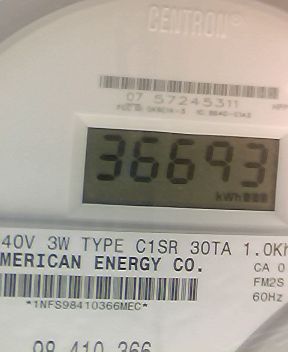 CENTRON®
07 57245311
36693
kWh
40V 3W TYPE C1SR 30TA 1.0Kh
MERICAN ENERGY CO.
CA 0
FM2S
60Hz
*1NFS98410366MEC*
98 410 366